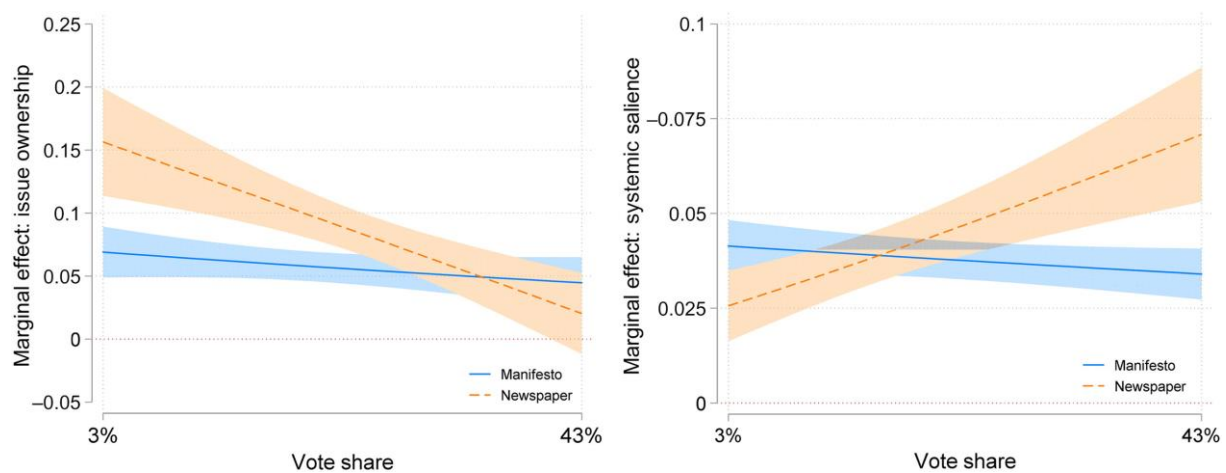 0.25
0.2
0.15
0.1
0.05
0
–0.05
Marginal effect: issue ownership
Manifesto
Newspaper
3%
43%
Vote share
0.1
–0.075
0.05
0.025
0
Marginal effect: systemic salience
Manifesto
Newspaper
3%
43%
Vote share